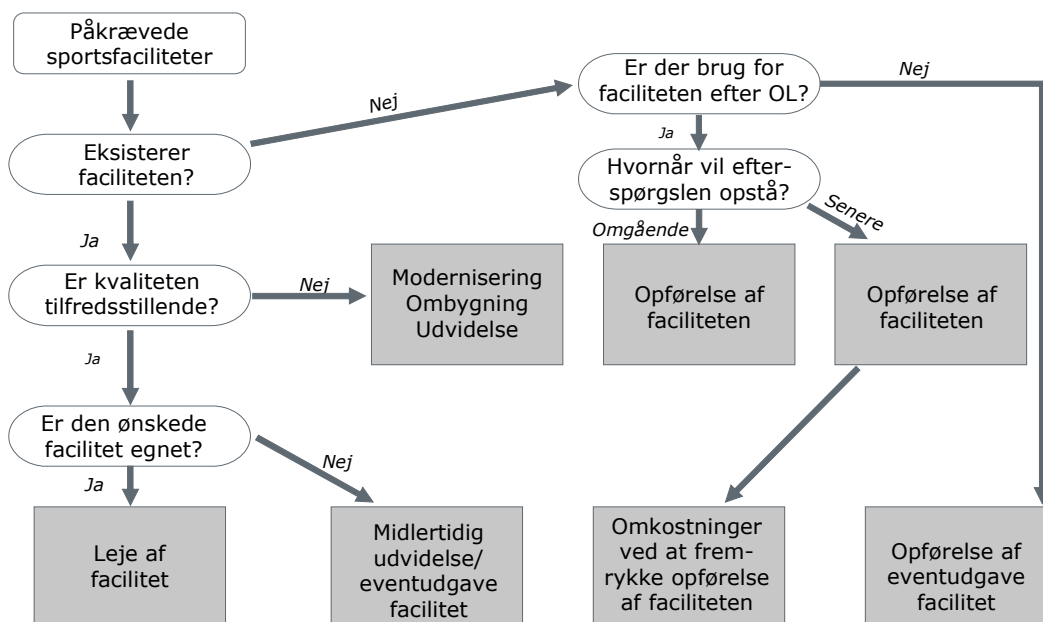 Påkrævede
sportsfaciliteter
Nej
Er der brug for
faciliteten efter OL?
Nej
Eksisterer
faciliteten?
Ja
Hvornår vil efter-
spørgslen opstå?
Ja
Omgående
Senere
Er kvaliteten
tilfredsstillende?
Nej
Modernisering
Ombygning
Udvidelse
Opførelse af
faciliteten
Opførelse af
faciliteten
Ja
Er den ønskede
facilitet egnet?
Nej
Ja
Leje af
facilitet
Midlertidig
udvidelse/
eventudgave
facilitet
Omkostninger
ved at frem-
rykke opførelse
af faciliteten
Opførelse af
eventudgave
facilitet